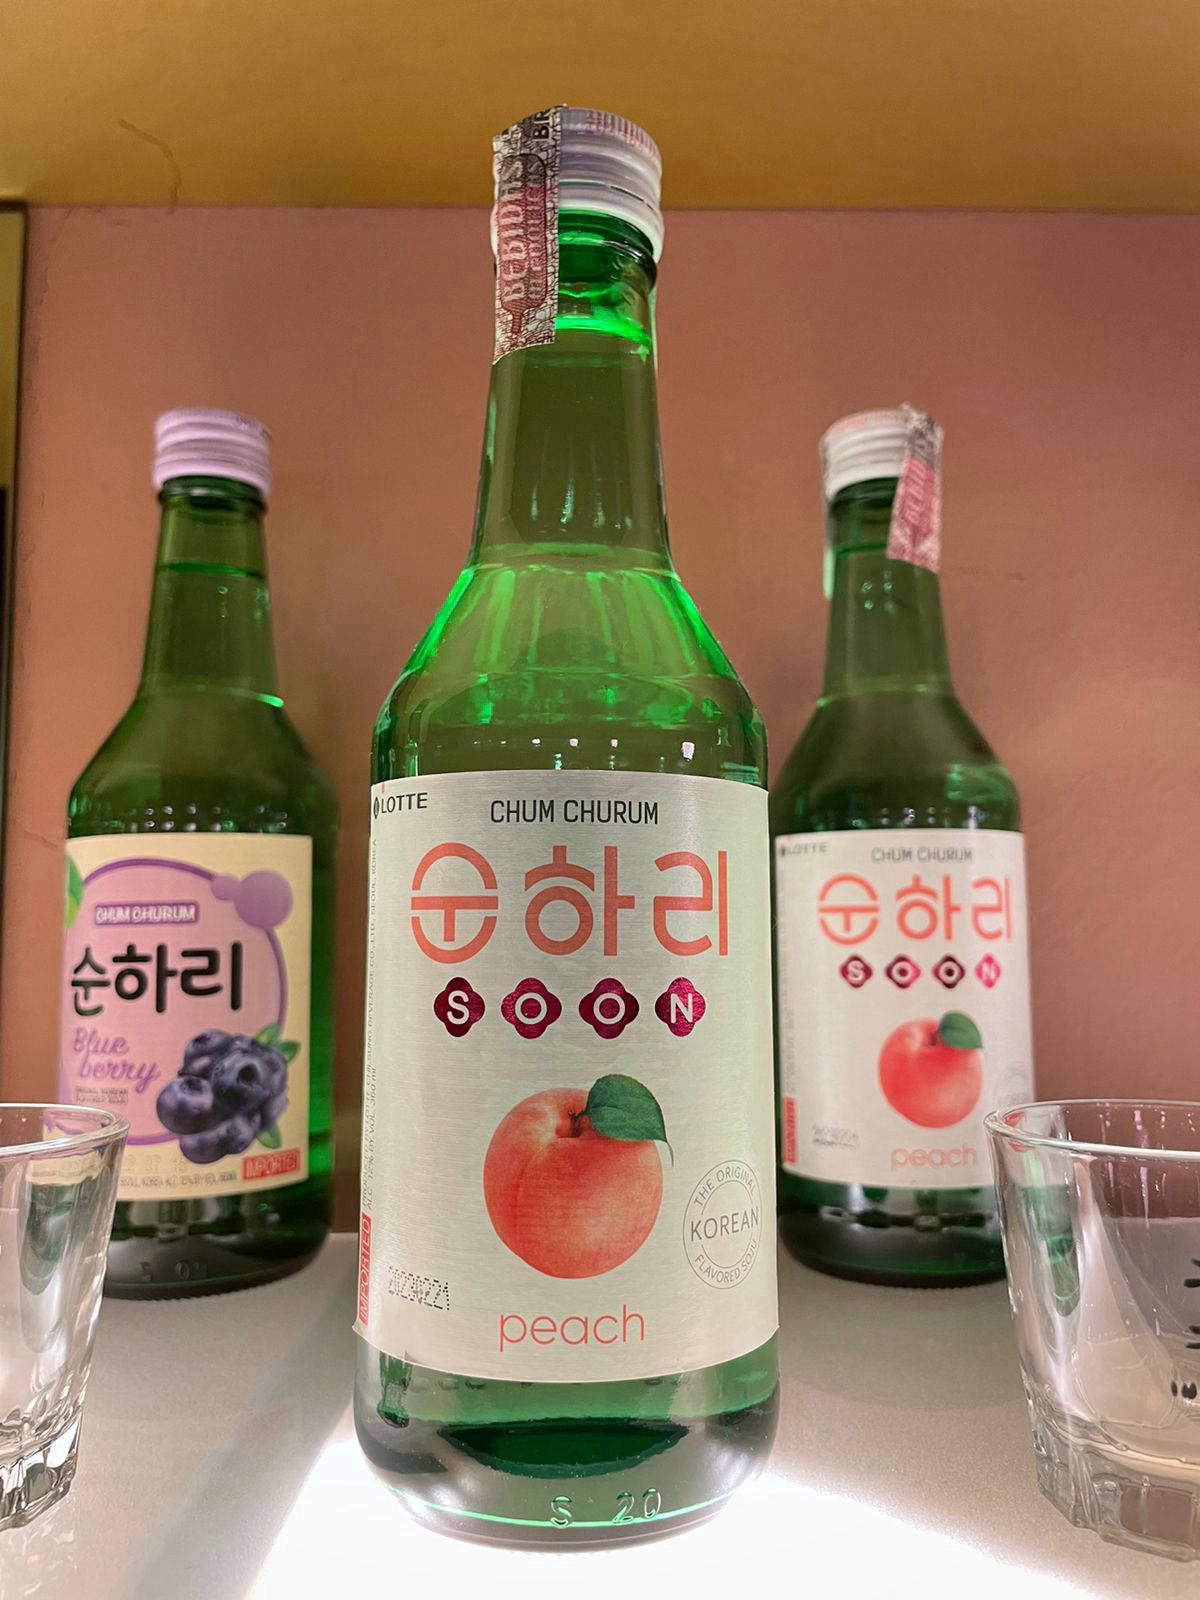 BEBIDAS
LOTTE
CHUM CHURUM
순하리
SOON
THE ORIGINAL
KOREAN
FLAVORED SOJU
IMPORTED
20230221
peach
S 20
CHUM CHURUM
순하리
Blue
berry
IMPORTED
LOTTE
CHUM CHURUM
순하리
SOON
peach